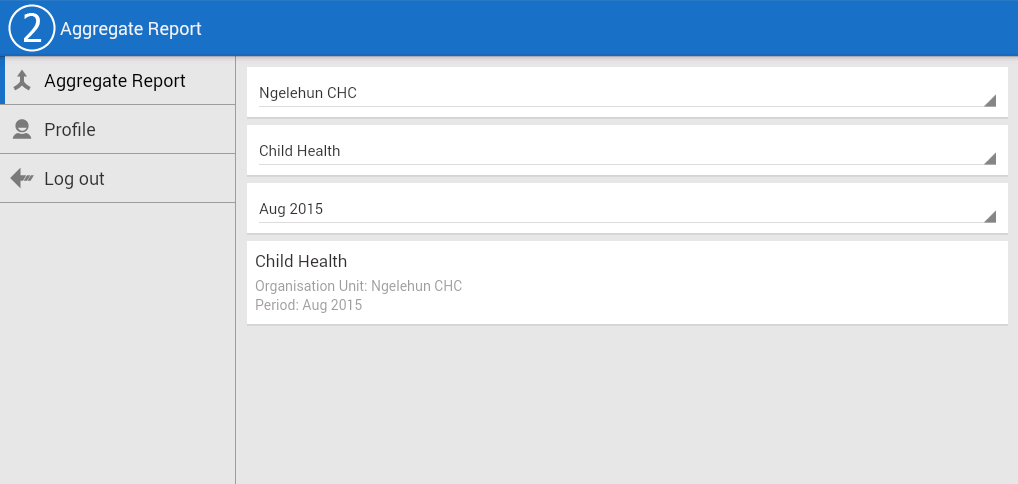 2 Aggregate Report
Aggregate Report
Profile
Log out
Ngelehun CHC
Child Health
Aug 2015
Child Health
Organisation Unit: Ngelehun CHC
Period: Aug 2015